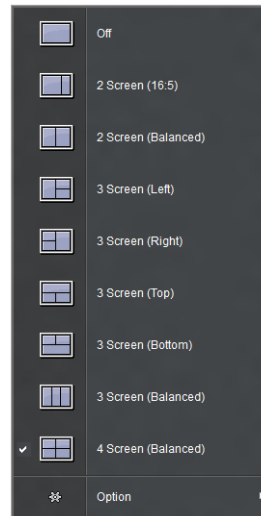 Off
2 Screen (16:5)
2 Screen (Balanced)
3 Screen (Left)
3 Screen (Right)
3 Screen (Top)
3 Screen (Bottom)
3 Screen (Balanced)
4 Screen (Balanced)
Option